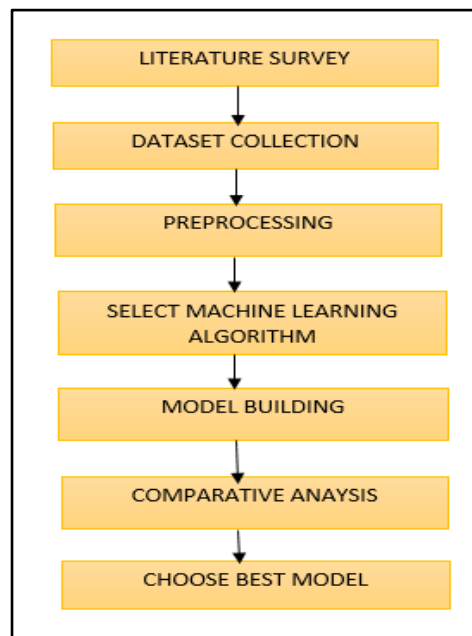 LITERATURE SURVEY
DATASET COLLECTION
PREPROCESSING
SELECT MACHINE LEARNING
ALGORITHM
MODEL BUILDING
COMPARATIVE ANAYSIS
CHOOSE BEST MODEL